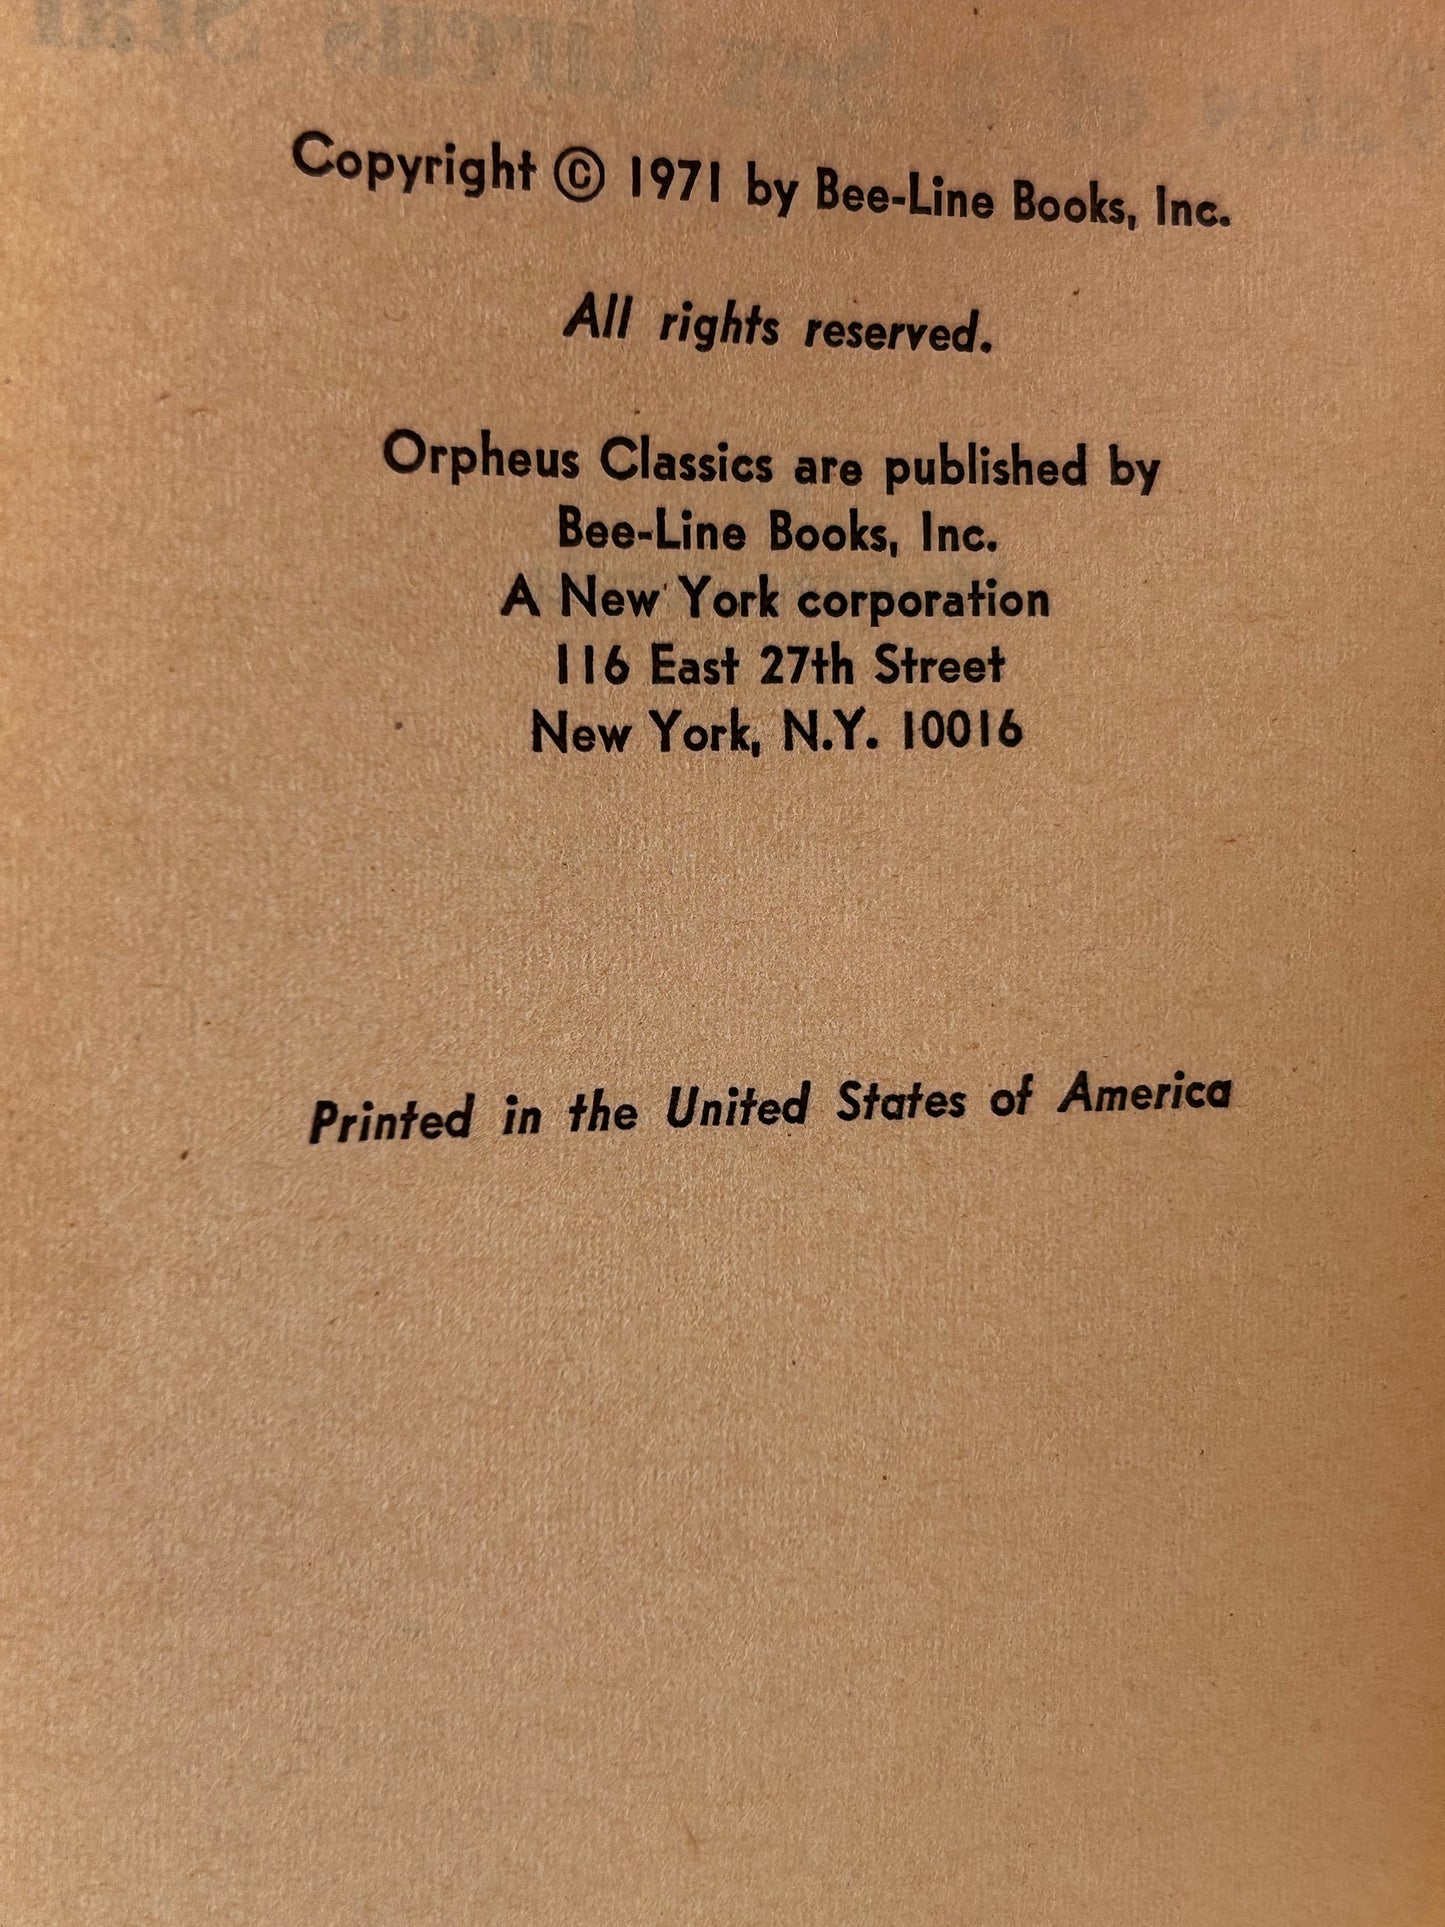 Copyright © 1971 by Bee-Line Books, Inc.
All rights reserved.
Orpheus Classics are published by
Bee-Line Books, Inc.
A New York corporation
116 East 27th Street
New York, N.Y. 10016
Printed in the United States of America